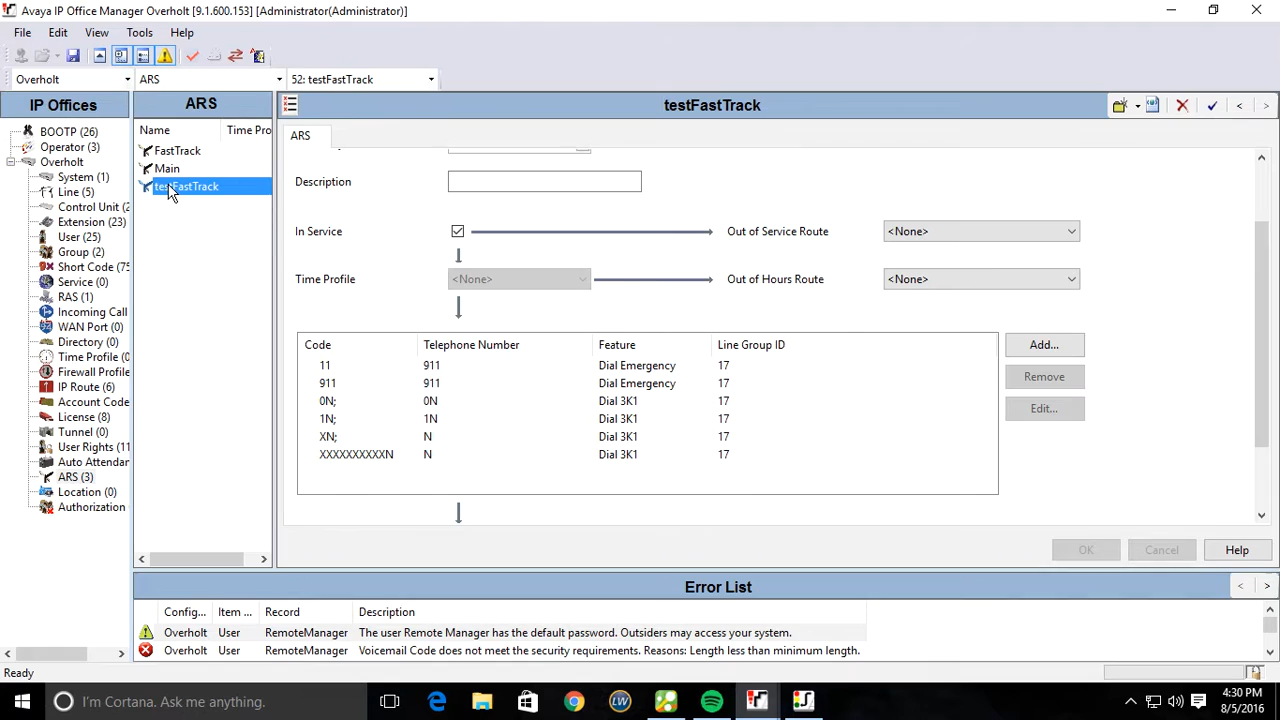 Avaya IP Office Manager Overholt [9.1.600.153] [Administrator(Administrator)]
File Edit View Tools Help
Overholt ARS 52: testFastTrack
IP Offices
BOOTP (26)
Operator (3)
Overholt
System (1)
Line (5)
Control Unit (2
Extension (23)
User (25)
Group (2)
Short Code (75
Service (0)
RAS (1)
Incoming Call
WAN Port (0)
Directory (0)
Time Profile (0
Firewall Profile
IP Route (6)
Account Code
License (8)
Tunnel (0)
User Rights (11
Auto Attendan
ARS (3)
Location (0)
Authorization
ARS
Name Time Pro
FastTrack
Main
testFastTrack
testFastTrack
ARS
Description
In Service Out of Service Route <None>
Time Profile <None> Out of Hours Route <None>
Code Telephone Number Feature Line Group ID
11 911 Dial Emergency 17
911 911 Dial Emergency 17
0N; 0N Dial 3K1 17
1N; 1N Dial 3K1 17
XN; N Dial 3K1 17
XXXXXXXXXXN N Dial 3K1 17
Add...
Remove
Edit...
OK Cancel Help
Error List
Config... Item ... Record Description
Overholt User RemoteManager The user Remote Manager has the default password. Outsiders may access your system.
Overholt User RemoteManager Voicemail Code does not meet the security requirements. Reasons: Length less than minimum length.
Ready
I'm Cortana. Ask me anything.
LW
4:30 PM
8/5/2016